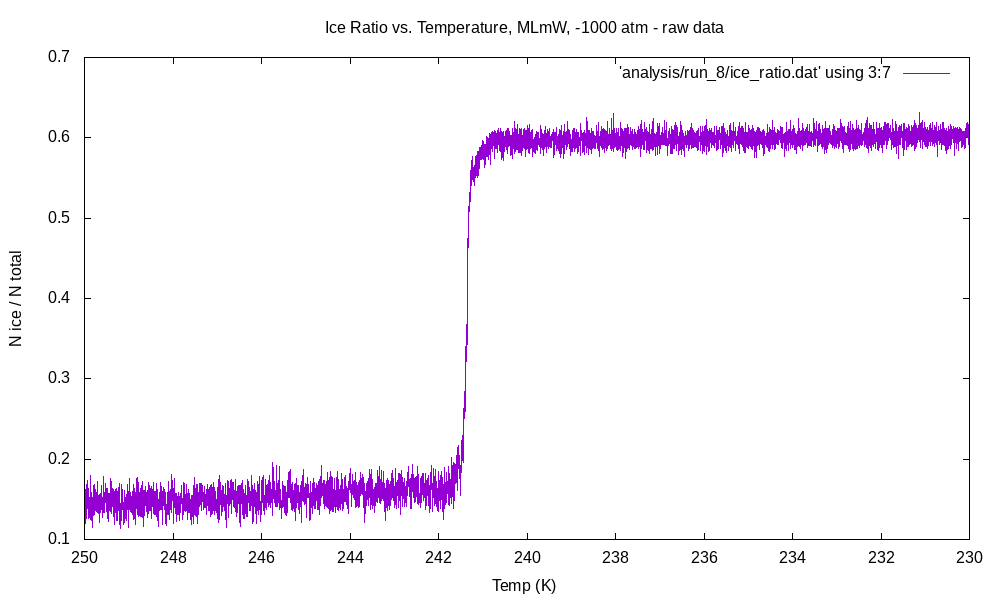 Ice Ratio vs. Temperature, MLmW, -1000 atm - raw data
'analysis/run_8/ice_ratio.dat' using 3:7
0.7
0.6
0.5
0.4
0.3
0.2
0.1
N ice / N total
250 248 246 244 242 240 238 236 234 232 230
Temp (K)